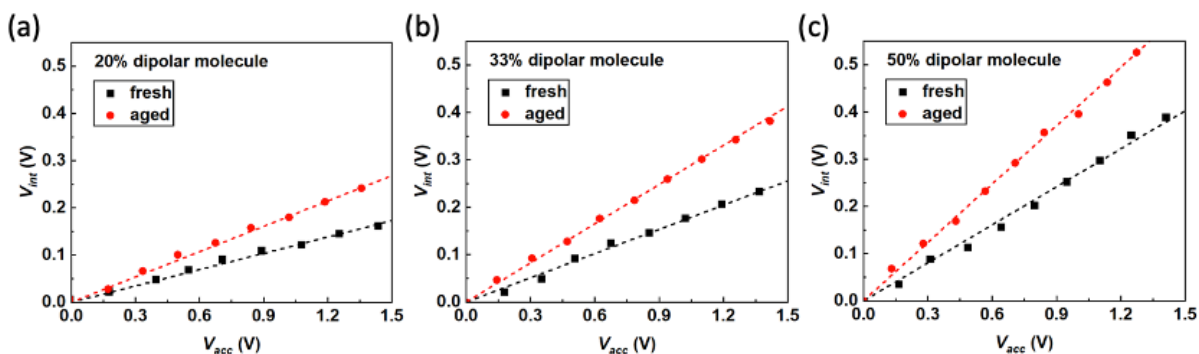 (a)
20% dipolar molecule
fresh
aged
V_int (V)
0.5
0.4
0.3
0.2
0.1
0.0
0.0 0.3 0.6 0.9 1.2 1.5
V_acc (V)
(b)
33% dipolar molecule
fresh
aged
V_int (V)
0.5
0.4
0.3
0.2
0.1
0.0
0.0 0.3 0.6 0.9 1.2 1.5
V_acc (V)
(c)
50% dipolar molecule
fresh
aged
V_int (V)
0.5
0.4
0.3
0.2
0.1
0.0
0.0 0.3 0.6 0.9 1.2 1.5
V_acc (V)